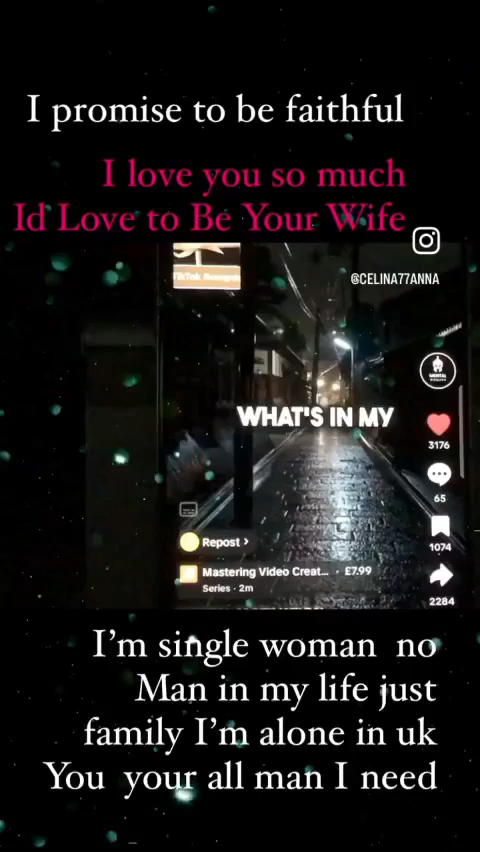 I promise to be faithful
I love you so much
Id Love to Be Your Wife
@CELINA77ANNA
TikTok Rewards
WHAT'S IN MY
3176
65
1074
Repost >
Mastering Video Creat... · £7.99
Series · 2m
2284
I'm single woman no
Man in my life just
family I'm alone in uk
You your all man I need